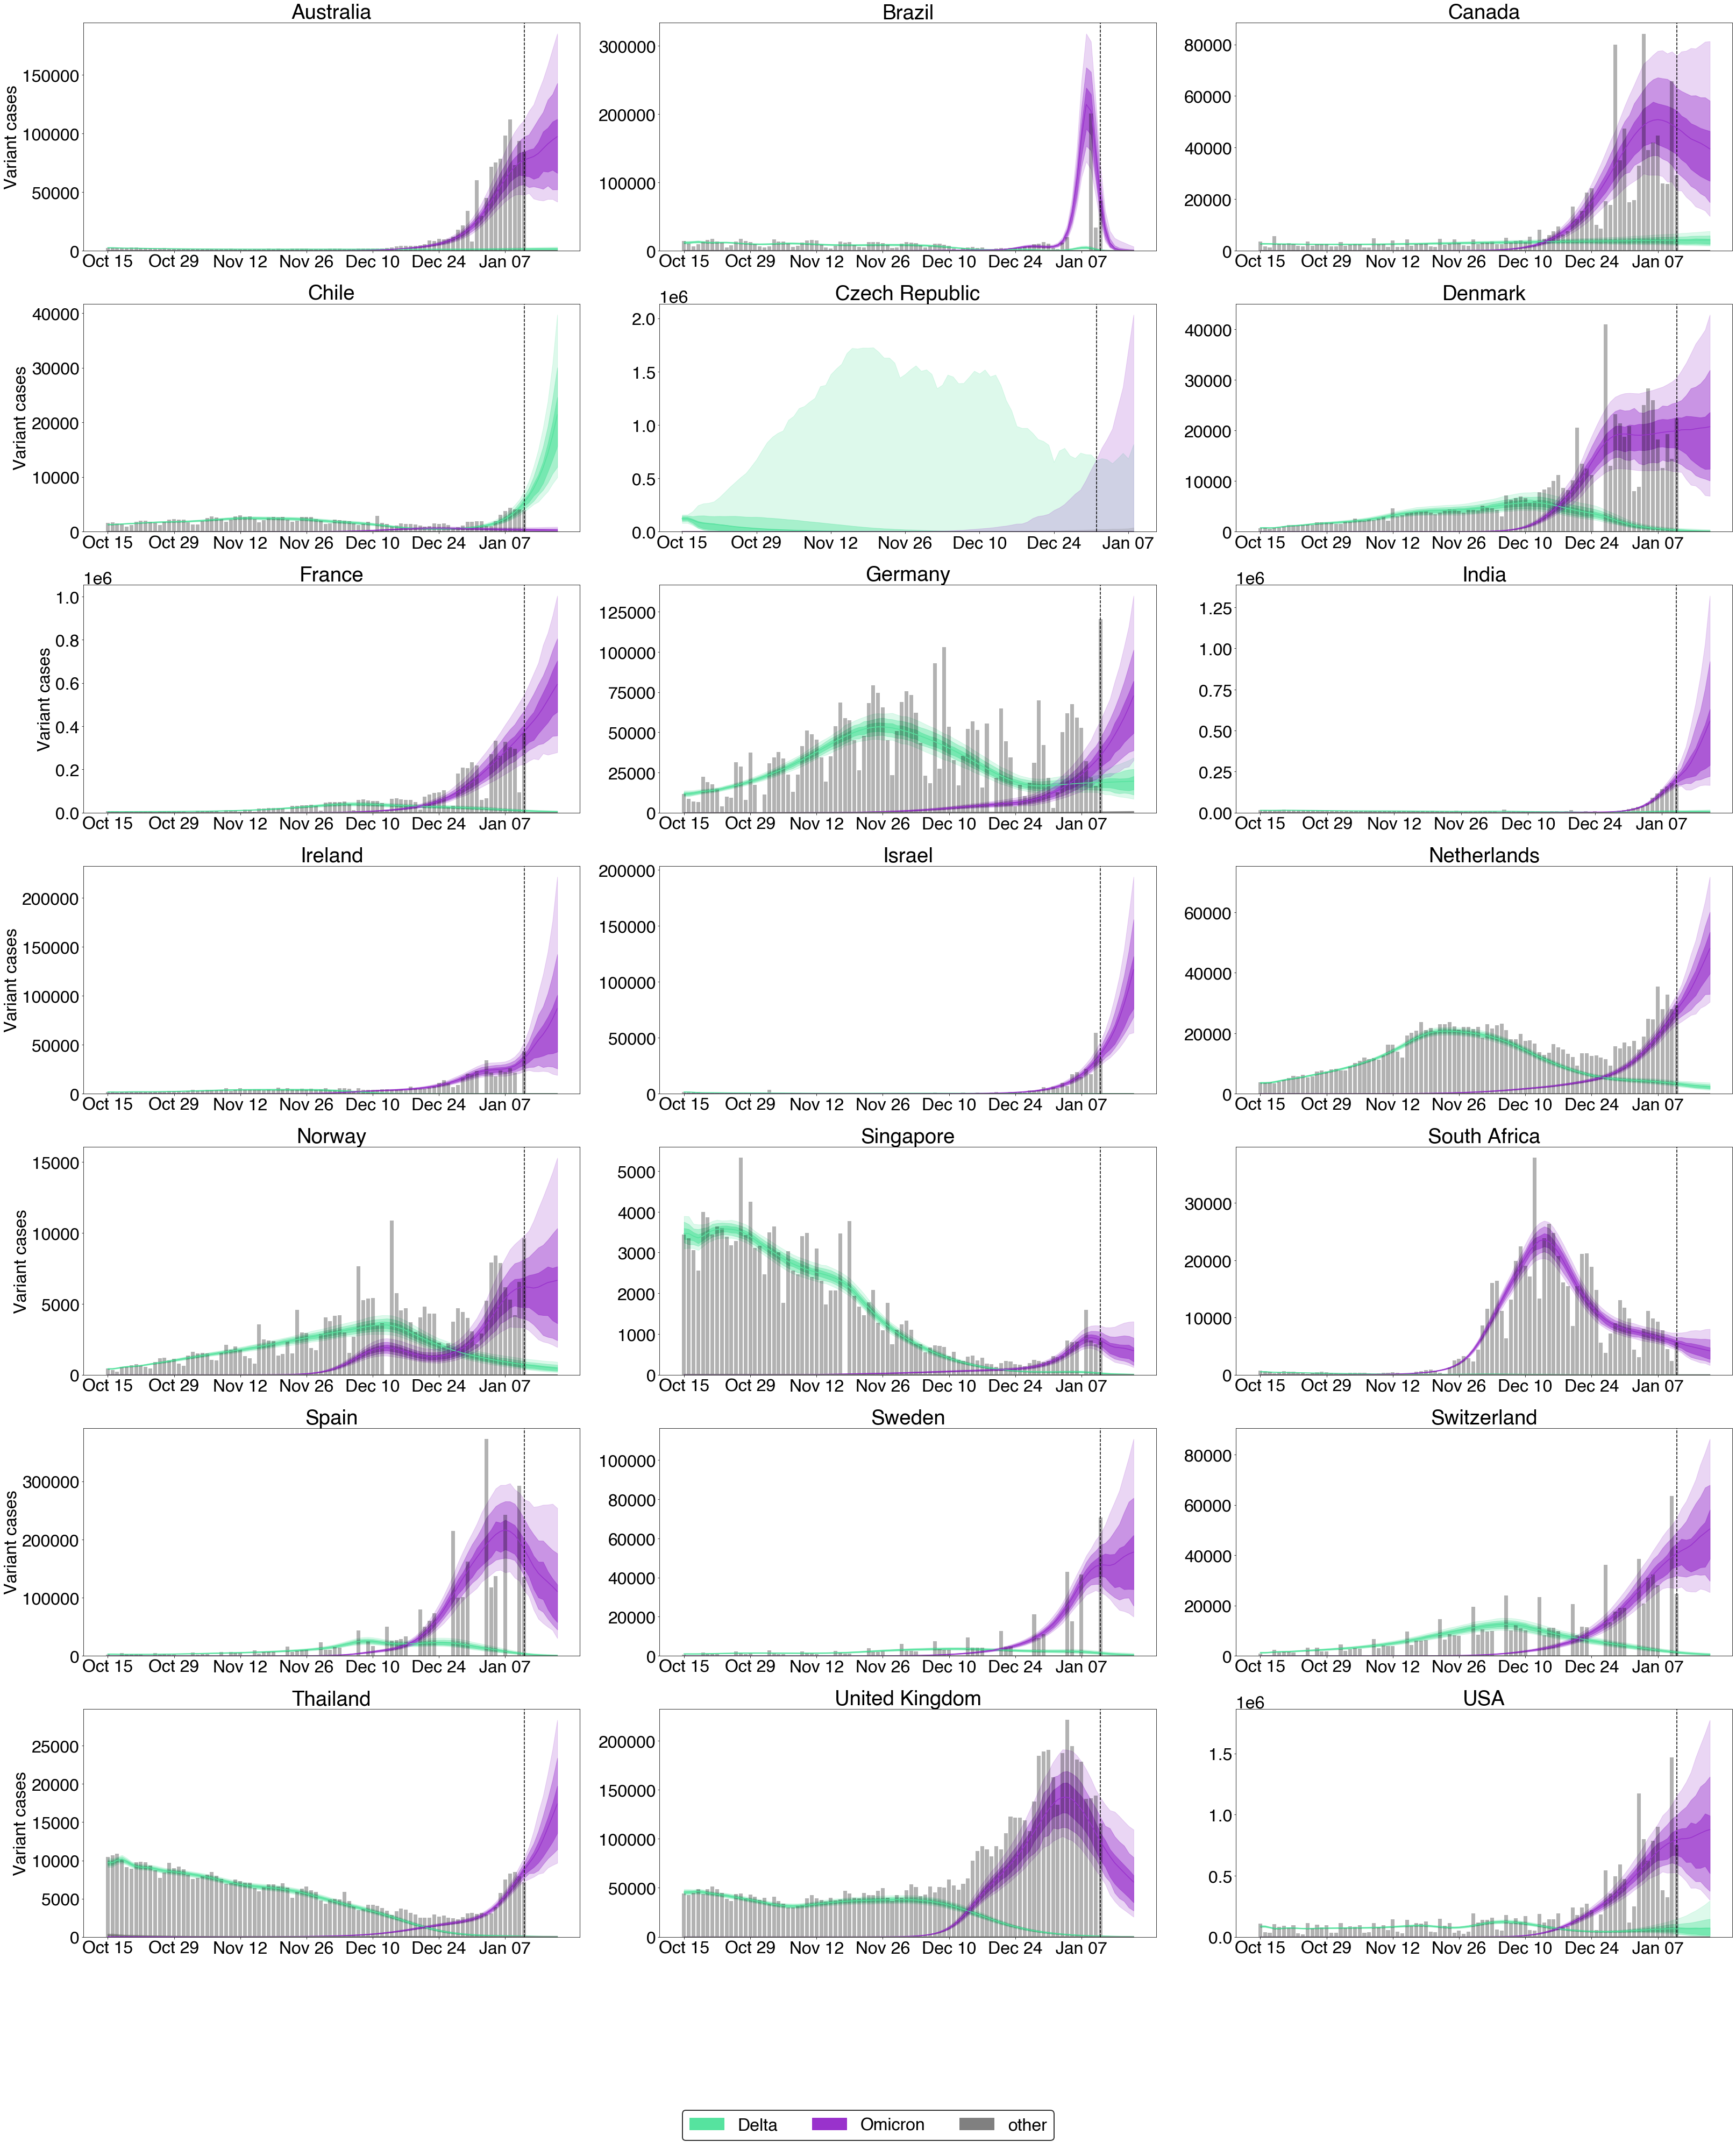 Australia Brazil Canada
Variant cases
150000
100000
50000
0
Oct 15 Oct 29 Nov 12 Nov 26 Dec 10 Dec 24 Jan 07
300000
200000
100000
0
Oct 15 Oct 29 Nov 12 Nov 26 Dec 10 Dec 24 Jan 07
80000
60000
40000
20000
0
Oct 15 Oct 29 Nov 12 Nov 26 Dec 10 Dec 24 Jan 07
Chile Czech Republic Denmark
Variant cases
40000
30000
20000
10000
0
Oct 15 Oct 29 Nov 12 Nov 26 Dec 10 Dec 24 Jan 07
1e6
2.0
1.5
1.0
0.5
0.0
Oct 15 Oct 29 Nov 12 Nov 26 Dec 10 Dec 24 Jan 07
40000
30000
20000
10000
0
Oct 15 Oct 29 Nov 12 Nov 26 Dec 10 Dec 24 Jan 07
France Germany India
Variant cases
1e6
1.0
0.8
0.6
0.4
0.2
0.0
Oct 15 Oct 29 Nov 12 Nov 26 Dec 10 Dec 24 Jan 07
125000
100000
75000
50000
25000
0
Oct 15 Oct 29 Nov 12 Nov 26 Dec 10 Dec 24 Jan 07
1e6
1.25
1.00
0.75
0.50
0.25
0.00
Oct 15 Oct 29 Nov 12 Nov 26 Dec 10 Dec 24 Jan 07
Ireland Israel Netherlands
Variant cases
200000
150000
100000
50000
0
Oct 15 Oct 29 Nov 12 Nov 26 Dec 10 Dec 24 Jan 07
200000
150000
100000
50000
0
Oct 15 Oct 29 Nov 12 Nov 26 Dec 10 Dec 24 Jan 07
60000
40000
20000
0
Oct 15 Oct 29 Nov 12 Nov 26 Dec 10 Dec 24 Jan 07
Norway Singapore South Africa
Variant cases
15000
10000
5000
0
Oct 15 Oct 29 Nov 12 Nov 26 Dec 10 Dec 24 Jan 07
5000
4000
3000
2000
1000
0
Oct 15 Oct 29 Nov 12 Nov 26 Dec 10 Dec 24 Jan 07
30000
20000
10000
0
Oct 15 Oct 29 Nov 12 Nov 26 Dec 10 Dec 24 Jan 07
Spain Sweden Switzerland
Variant cases
300000
200000
100000
0
Oct 15 Oct 29 Nov 12 Nov 26 Dec 10 Dec 24 Jan 07
100000
80000
60000
40000
20000
0
Oct 15 Oct 29 Nov 12 Nov 26 Dec 10 Dec 24 Jan 07
80000
60000
40000
20000
0
Oct 15 Oct 29 Nov 12 Nov 26 Dec 10 Dec 24 Jan 07
Thailand United Kingdom USA
Variant cases
25000
20000
15000
10000
5000
0
Oct 15 Oct 29 Nov 12 Nov 26 Dec 10 Dec 24 Jan 07
200000
150000
100000
50000
0
Oct 15 Oct 29 Nov 12 Nov 26 Dec 10 Dec 24 Jan 07
1e6
1.5
1.0
0.5
0.0
Oct 15 Oct 29 Nov 12 Nov 26 Dec 10 Dec 24 Jan 07
Delta Omicron other